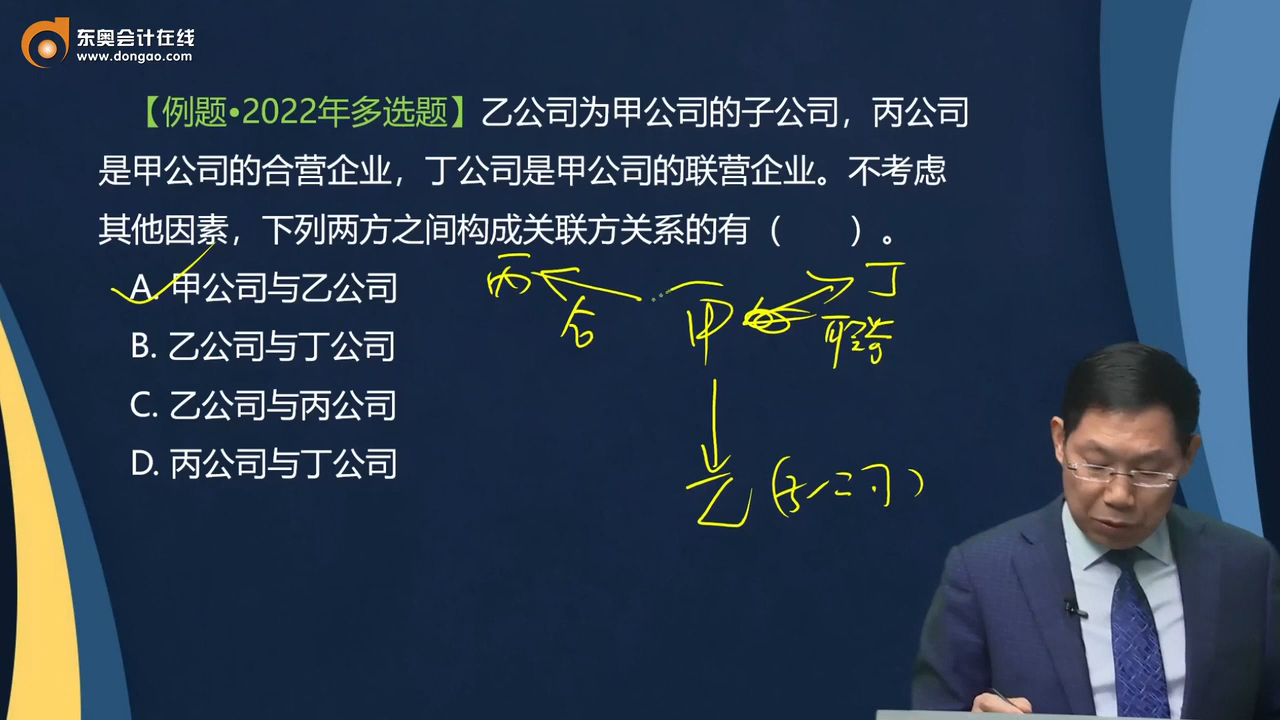 东奥会计在线
www.dongao.com
【例题•2022年多选题】乙公司为甲公司的子公司，丙公司
是甲公司的合营企业，丁公司是甲公司的联营企业。不考虑
其他因素，下列两方之间构成关联方关系的有（　　）。
A. 甲公司与乙公司
B. 乙公司与丁公司
C. 乙公司与丙公司
D. 丙公司与丁公司
丙
丁
合
甲
联营
乙（子公司）